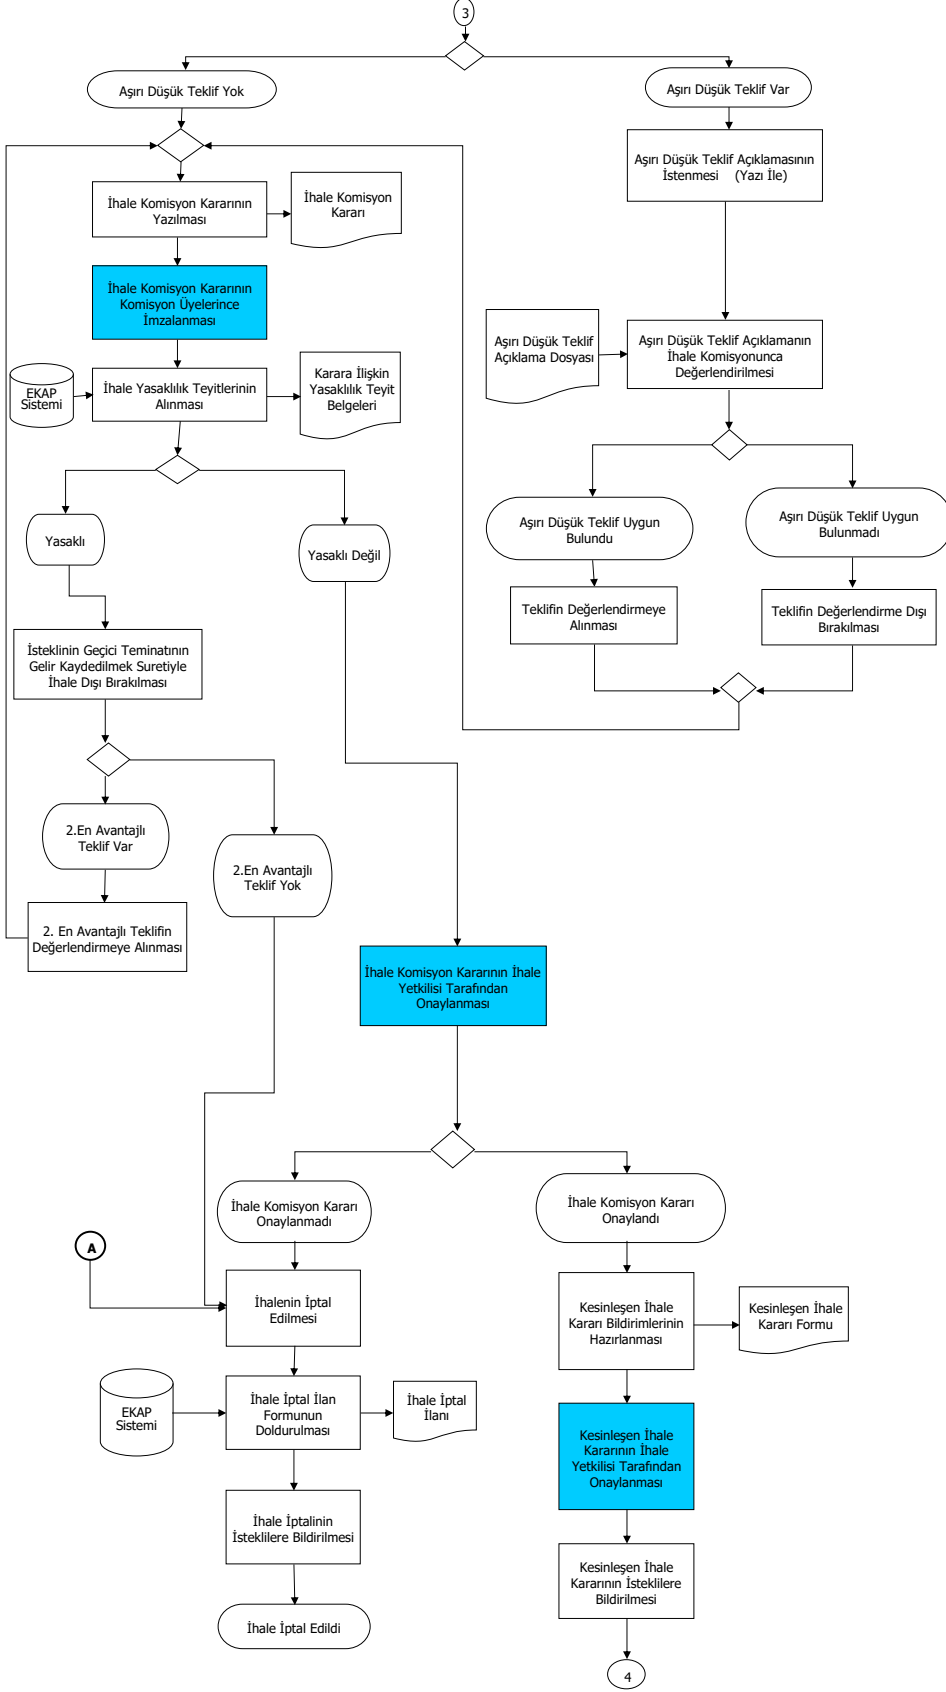 3
Aşırı Düşük Teklif Yok
Aşırı Düşük Teklif Var
Aşırı Düşük Teklif Açıklamasının
İstenmesi (Yazı İle)
İhale Komisyon Kararının
Yazılması
İhale Komisyon
Kararı
İhale Komisyon Kararının
Komisyon Üyelerince
İmzalanması
Aşırı Düşük Teklif
Açıklama Dosyası
Aşırı Düşük Teklif Açıklamanın
İhale Komisyonunca
Değerlendirilmesi
EKAP
Sistemi
İhale Yasaklılık Teyitlerinin
Alınması
Karara İlişkin
Yasaklılık Teyit
Belgeleri
Yasaklı
Yasaklı Değil
Aşırı Düşük Teklif Uygun
Bulundu
Aşırı Düşük Teklif Uygun
Bulunmadı
Teklifin Değerlendirmeye
Alınması
Teklifin Değerlendirme Dışı
Bırakılması
İsteklinin Geçici Teminatının
Gelir Kaydedilmek Suretiyle
İhale Dışı Bırakılması
2.En Avantajlı
Teklif Var
2.En Avantajlı
Teklif Yok
2. En Avantajlı Teklifin
Değerlendirmeye Alınması
İhale Komisyon Kararının İhale
Yetkilisi Tarafından
Onaylanması
İhale Komisyon Kararı
Onaylanmadı
İhale Komisyon Kararı
Onaylandı
A
İhalenin İptal
Edilmesi
Kesinleşen İhale
Kararı Bildirimlerinin
Hazırlanması
Kesinleşen İhale
Kararı Formu
EKAP
Sistemi
İhale İptal İlan
Formunun
Doldurulması
İhale İptal
İlanı
Kesinleşen İhale
Kararının İhale
Yetkilisi Tarafından
Onaylanması
İhale İptalinin
İsteklilere Bildirilmesi
Kesinleşen İhale
Kararının İsteklilere
Bildirilmesi
İhale İptal Edildi
4